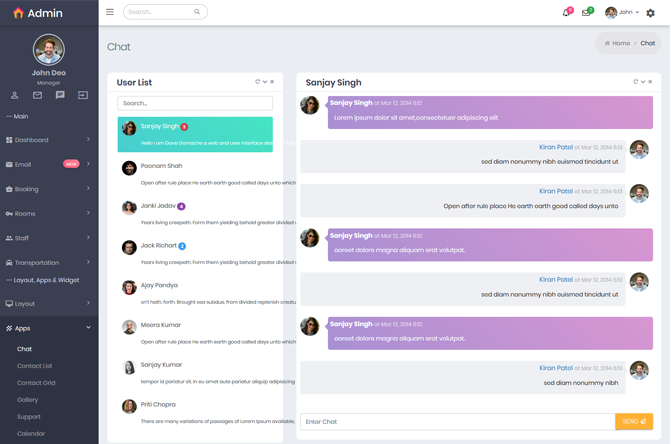 Admin
Search...
6
2
John
John Deo
Manager
-- Main
Dashboard
Email
NEW
Booking
Rooms
Staff
Transportation
-- Layout, Apps & Widget
Layout
Apps
Chat
Contact List
Contact Grid
Gallery
Support
Calendar
Chat
Home
Chat
User List
Search...
Sanjay Singh
Hello I am Dave Gamache a web and user interface des
Poonam Shah
Open after rule place He earth earth good called days unto which
Janki Jadav 4
Years living creepeth. Form them yielding behold greater divided
Jack Richart 2
Years living creepeth. Form them yielding behold greater divided
Ajay Pandya
isn't hath, forth. Brought sea subdue, from divided replenish creatu
Meera Kumar
Open after rule place He earth earth good called days unto which
Sanjay Kumar
tempor id pariatur sit. In eu amet aute pariatur aliquip adipisicing
Priti Chopra
There are many variations of passages of Lorem Ipsum available,
Sanjay Singh
Sanjay Singh at Mar 12, 2014 6:12
Lorem ipsum dolor sit amet,consectetuer adipiscing elit
Kiran Patel at Mar 12, 2014 6:13
sed diam nonummy nibh euismod tincidunt ut
Kiran Patel at Mar 12, 2014 6:13
Open after rule place He earth earth good called days unto
Sanjay Singh at Mar 12, 2014 6:12
aoreet dolore magna aliquam erat volutpat.
Kiran Patel at Mar 12, 2014 6:13
sed diam nonummy nibh euismod tincidunt ut
Sanjay Singh at Mar 12, 2014 6:12
aoreet dolore magna aliquam erat volutpat.
Kiran Patel at Mar 12, 2014 6:13
sed diam nonummy nibh
Enter Chat
SEND